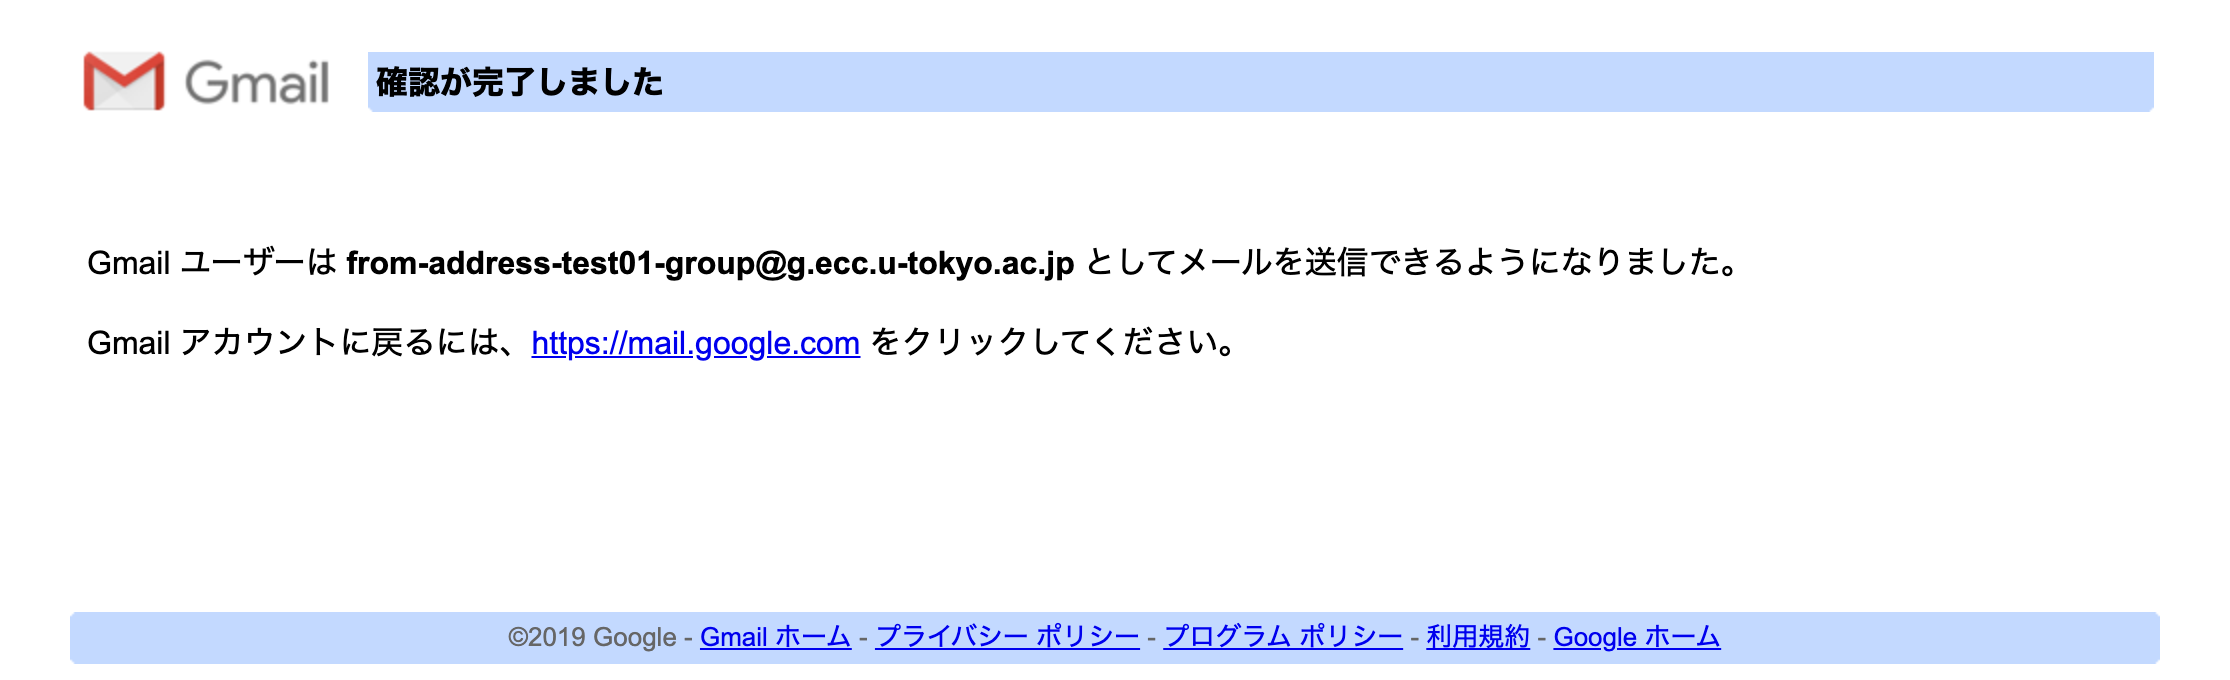 Gmail 確認が完了しました
Gmail ユーザーは from-address-test01-group@g.ecc.u-tokyo.ac.jp としてメールを送信できるようになりました。
Gmail アカウントに戻るには、https://mail.google.com をクリックしてください。
©2019 Google - Gmail ホーム - プライバシー ポリシー - プログラム ポリシー - 利用規約 - Google ホーム